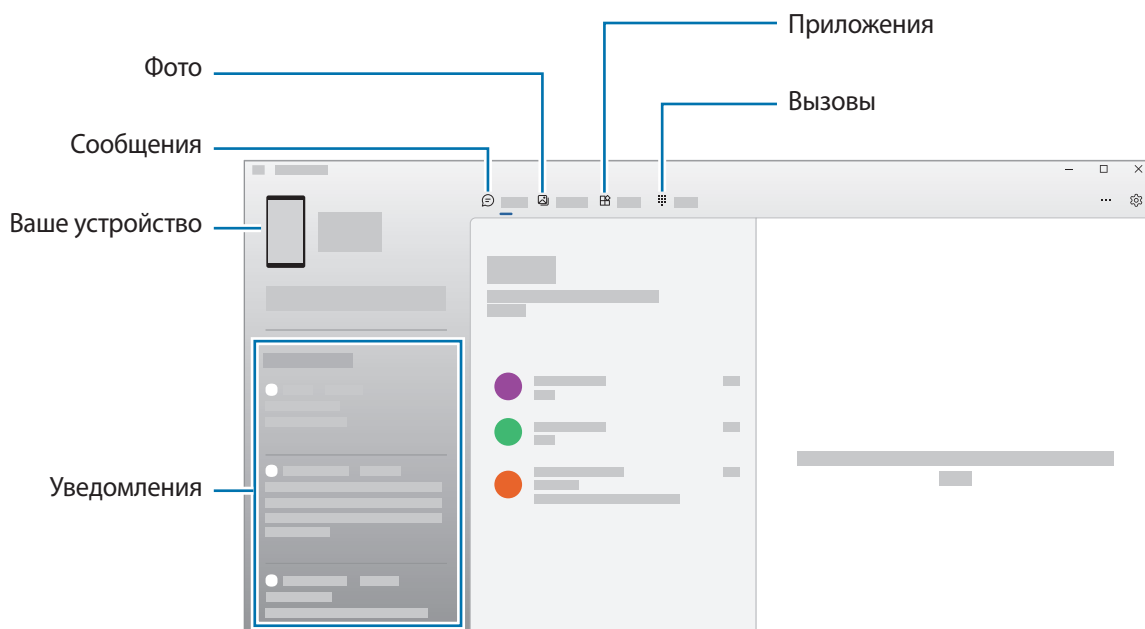 Приложения
Фото
Вызовы
Сообщения
Ваше устройство
Уведомления